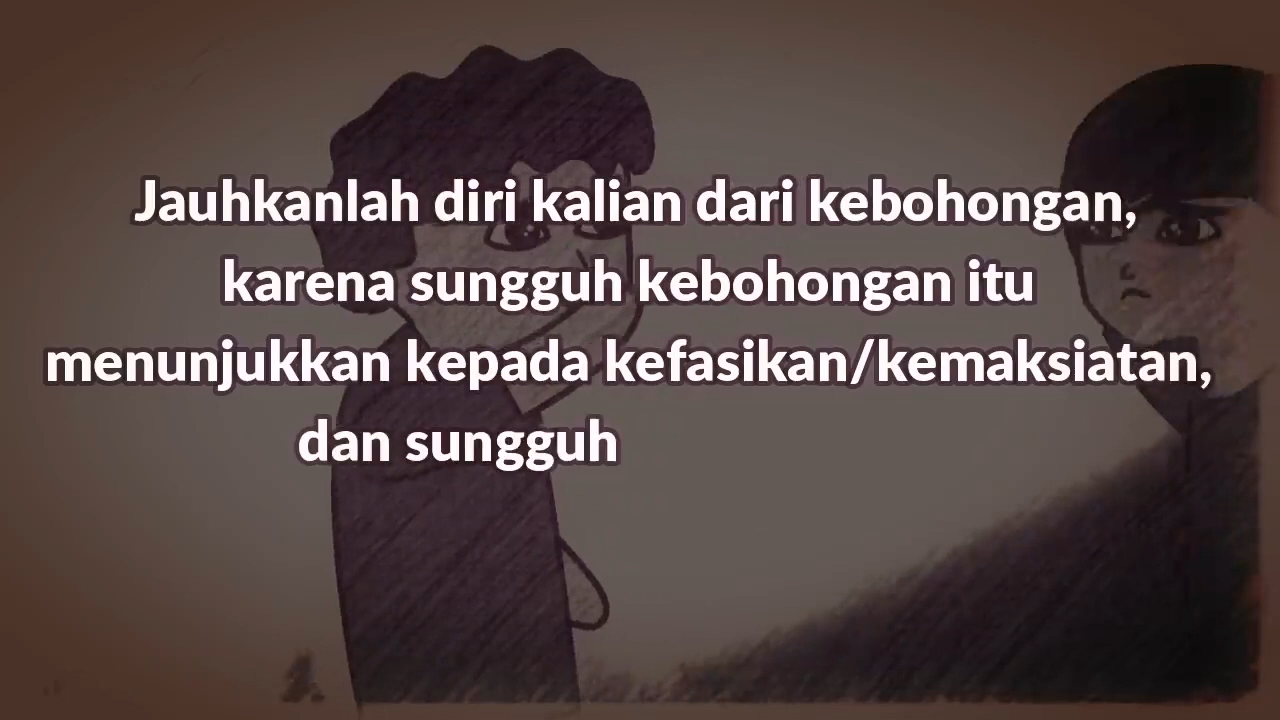 Jauhkanlah diri kalian dari kebohongan,
karena sungguh kebohongan itu
menunjukkan kepada kefasikan/kemaksiatan,
dan sungguh